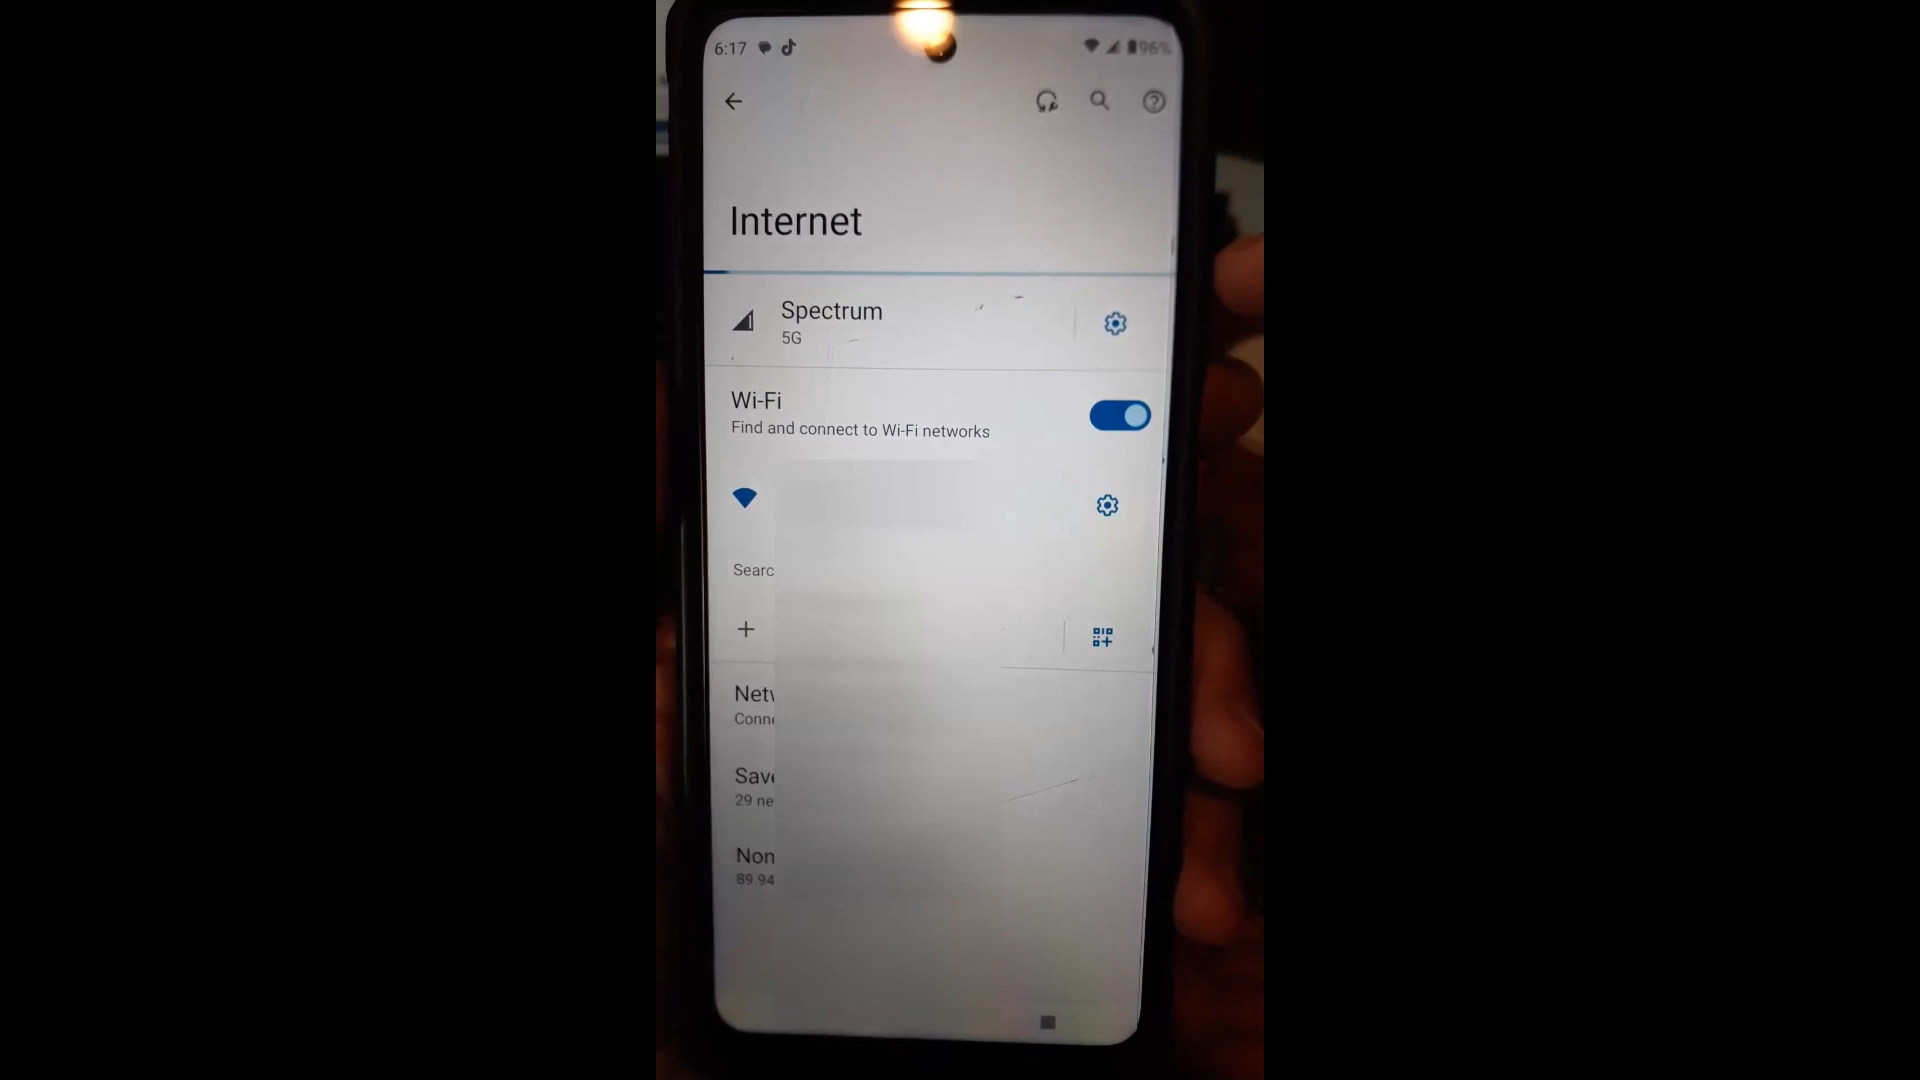 6:17
96%
Internet
Spectrum
5G
Wi-Fi
Find and connect to Wi-Fi networks
Searc
Conn
Sav
29 ne
Non
89.94